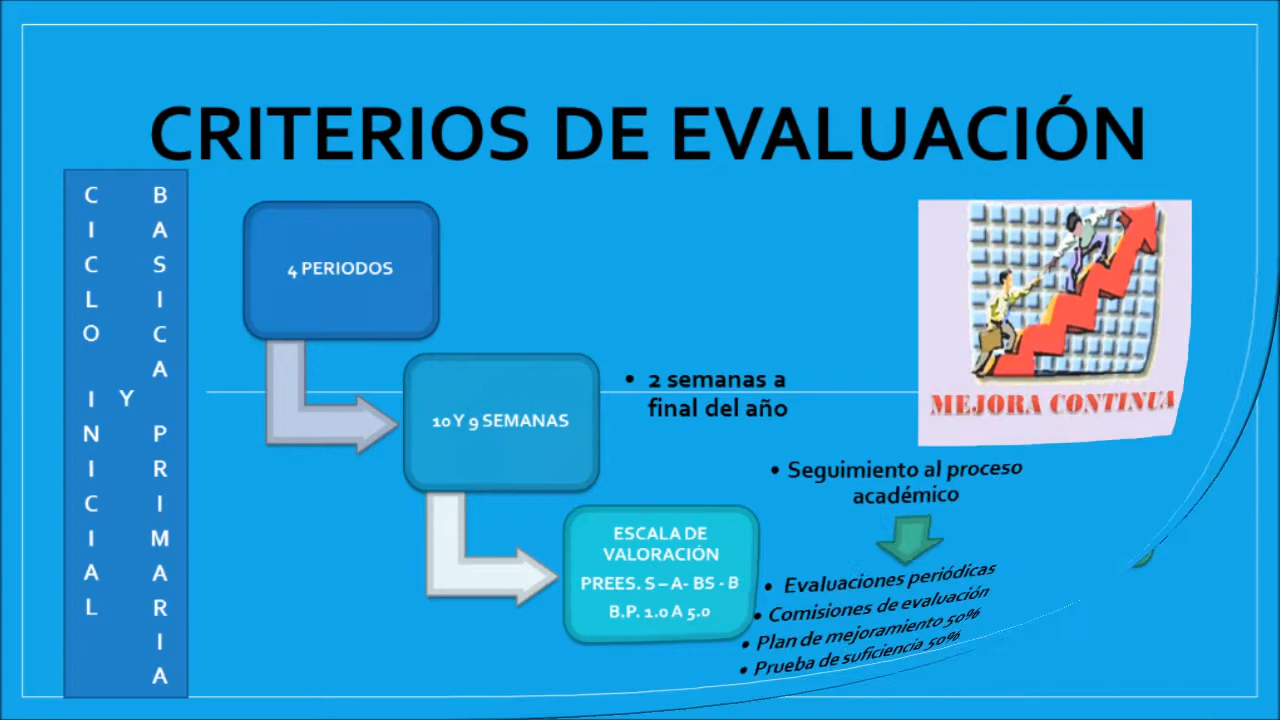 CRITERIOS DE EVALUACIÓN
CICLO INICIAL
Y
BASICA PRIMARIA
4 PERIODOS
10 Y 9 SEMANAS
• 2 semanas a
final del año
ESCALA DE
VALORACIÓN
PREES. S – A- BS - B
B.P. 1.0 A 5.0
MEJORA CONTINUA
• Seguimiento al proceso
académico
• Evaluaciones periódicas
• Comisiones de evaluación
• Plan de mejoramiento 50%
• Prueba de suficiencia 50%